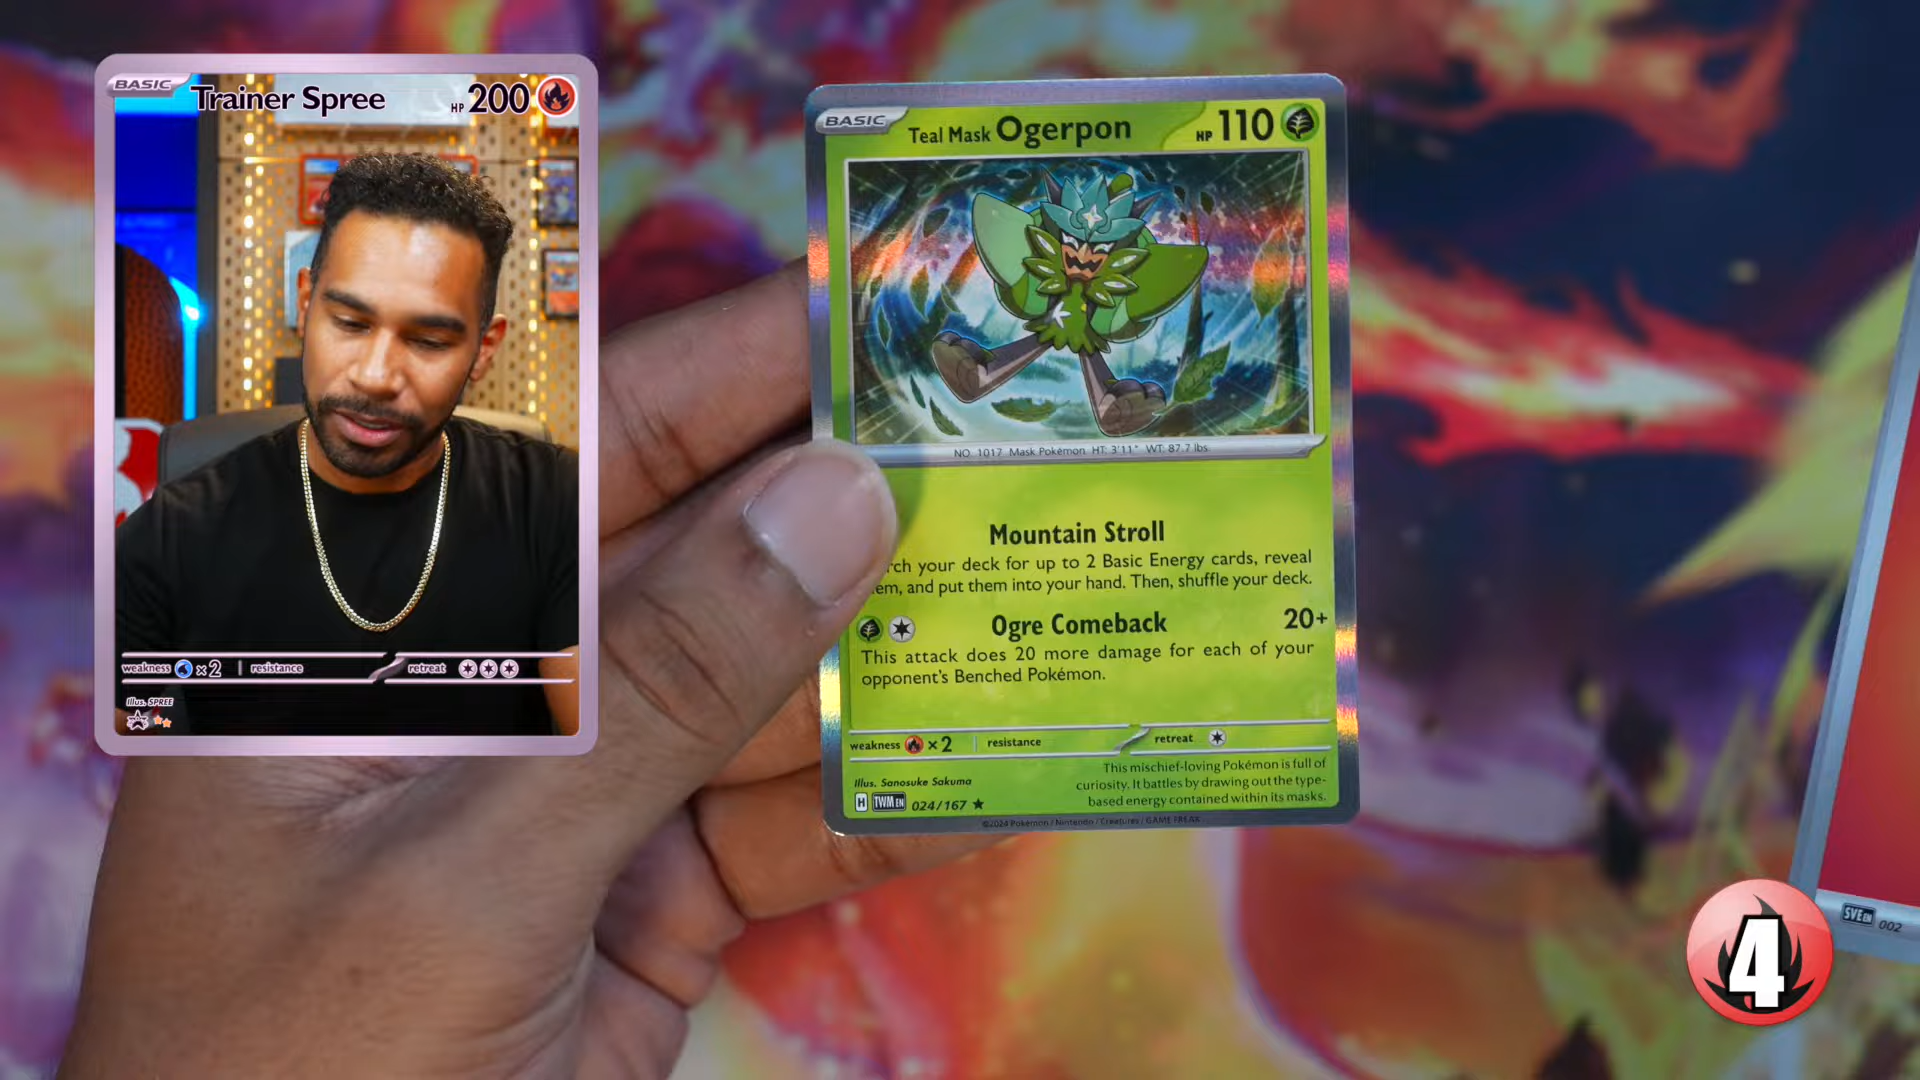 BASIC
Trainer Spree
HP 200
weakness ×2
resistance
retreat
Illus. SPREE
BASIC
Teal Mask Ogerpon
HP 110
NO. 1017 Mask Pokémon HT: 3'11" WT: 87.7 lbs.
Mountain Stroll
rch your deck for up to 2 Basic Energy cards, reveal
em, and put them into your hand. Then, shuffle your deck.
Ogre Comeback 20+
This attack does 20 more damage for each of your
opponent's Benched Pokémon.
weakness ×2
resistance
retreat
Illus. Sanosuke Sakuma
This mischief-loving Pokémon is full of
curiosity. It battles by drawing out the type-
based energy contained within its masks.
H TWM EN 024/167
©2024 Pokémon / Nintendo / Creatures / GAME FREAK
SVE EN 002
4